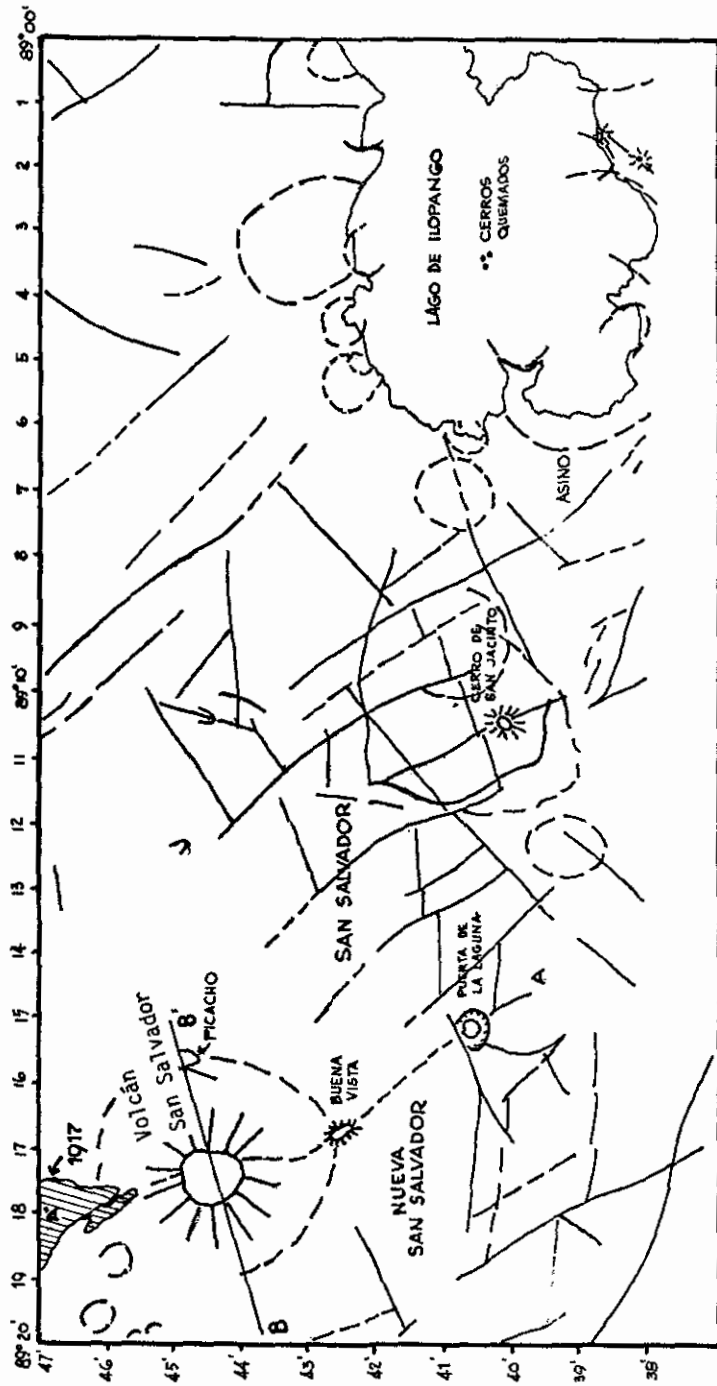 89°20' 19 18 17 16 15 14 13 12 11 89°10' 9 8 7 6 5 4 3 2 1 89°00'
47'
46'
45'
44'
43'
42'
41'
40'
39'
38'
1917
A'
Volcán
San Salvador
B'
PICACHO
B
BUENA
VISTA
NUEVA
SAN SALVADOR
PUERTA DE
LA LAGUNA
A
SAN SALVADOR
CERRO DE
SAN JACINTO
ASINO
LAGO DE ILOPANGO
CERROS
QUEMADOS